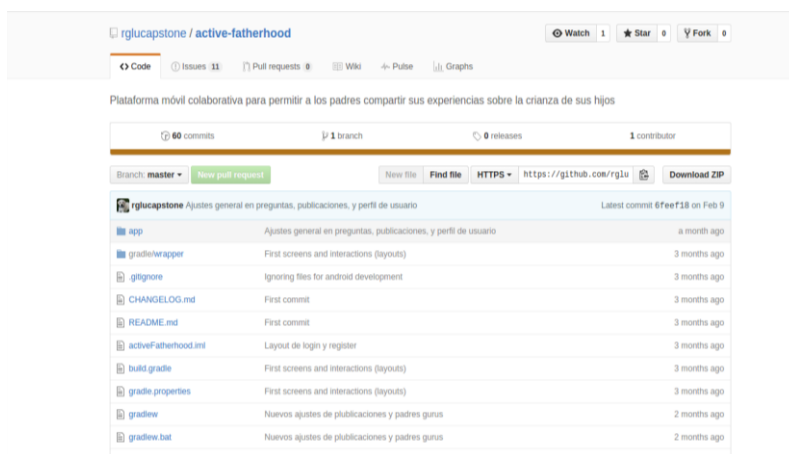 rglucapstone / active-fatherhood
Watch 1 Star 0 Fork 0
Code Issues 11 Pull requests 0 Wiki Pulse Graphs
Plataforma móvil colaborativa para permitir a los padres compartir sus experiencias sobre la crianza de sus hijos
60 commits 1 branch 0 releases 1 contributor
Branch: master New pull request New file Find file HTTPS https://github.com/rglu Download ZIP
rglucapstone Ajustes general en preguntas, publicaciones, y perfil de usuario Latest commit 6feef18 on Feb 9
app Ajustes general en preguntas, publicaciones, y perfil de usuario a month ago
gradle/wrapper First screens and interactions (layouts) 3 months ago
.gitignore Ignoring files for android development 3 months ago
CHANGELOG.md First commit 3 months ago
README.md First commit 3 months ago
activeFatherhood.iml Layout de login y register 3 months ago
build.gradle First screens and interactions (layouts) 3 months ago
gradle.properties First screens and interactions (layouts) 3 months ago
gradlew Nuevos ajustes de plublicaciones y padres gurus 2 months ago
gradlew.bat Nuevos ajustes de plublicaciones y padres gurus 2 months ago